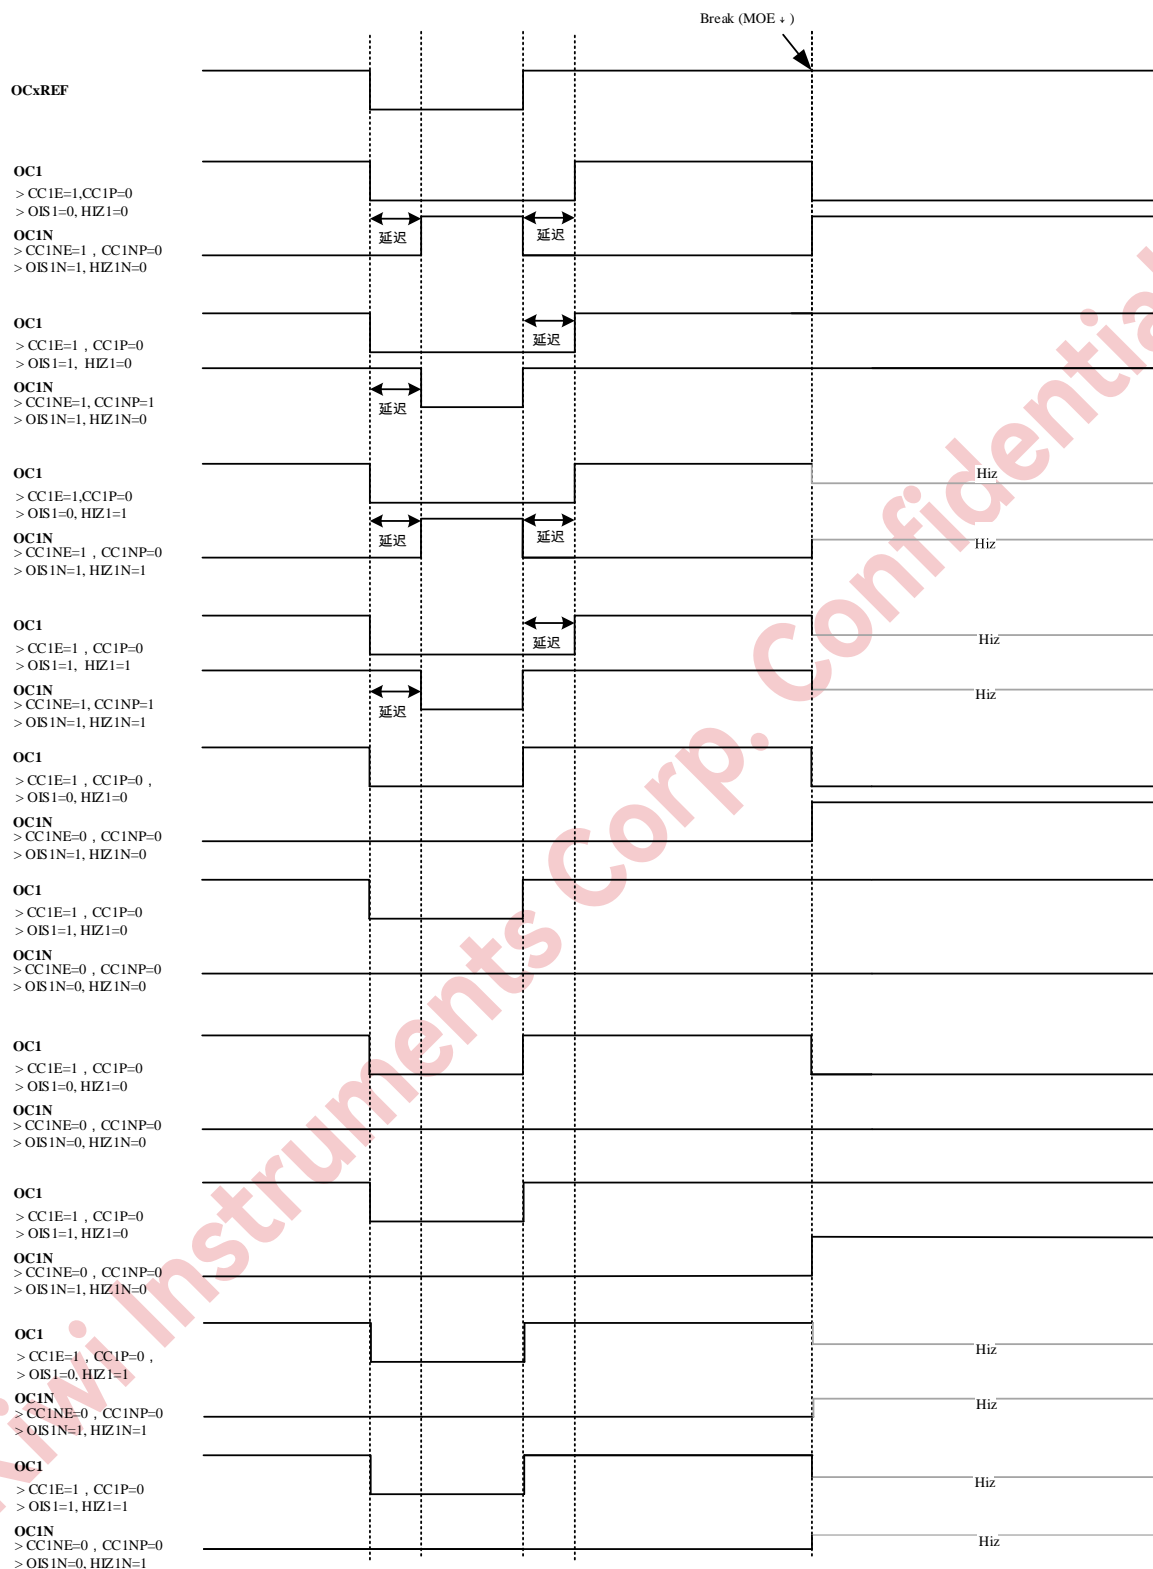 Break (MOE ↓)
OCxREF
OC1
> CC1E=1,CC1P=0
> OIS1=0, HIZ1=0
延迟
延迟
OC1N
> CC1NE=1 , CC1NP=0
> OIS1N=1, HIZ1N=0
OC1
> CC1E=1 , CC1P=0
> OIS1=1, HIZ1=0
延迟
OC1N
> CC1NE=1, CC1NP=1
> OIS1N=1, HIZ1N=0
延迟
OC1
> CC1E=1,CC1P=0
> OIS1=0, HIZ1=1
Hiz
OC1N
> CC1NE=1 , CC1NP=0
> OIS1N=1, HIZ1N=1
延迟
延迟
Hiz
OC1
> CC1E=1 , CC1P=0
> OIS1=1, HIZ1=1
延迟
Hiz
OC1N
> CC1NE=1, CC1NP=1
> OIS1N=1, HIZ1N=1
延迟
Hiz
OC1
> CC1E=1 , CC1P=0 ,
> OIS1=0, HIZ1=0
OC1N
> CC1NE=0 , CC1NP=0
> OIS1N=1, HIZ1N=0
OC1
> CC1E=1 , CC1P=0
> OIS1=1, HIZ1=0
OC1N
> CC1NE=0 , CC1NP=0
> OIS1N=0, HIZ1N=0
OC1
> CC1E=1 , CC1P=0
> OIS1=0, HIZ1=0
OC1N
> CC1NE=0 , CC1NP=0
> OIS1N=0, HIZ1N=0
OC1
> CC1E=1 , CC1P=0
> OIS1=1, HIZ1=0
OC1N
> CC1NE=0 , CC1NP=0
> OIS1N=1, HIZ1N=0
OC1
> CC1E=1 , CC1P=0 ,
> OIS1=0, HIZ1=1
Hiz
OC1N
> CC1NE=0 , CC1NP=0
> OIS1N=1, HIZ1N=1
Hiz
OC1
> CC1E=1 , CC1P=0
> OIS1=1, HIZ1=1
Hiz
OC1N
> CC1NE=0 , CC1NP=0
> OIS1N=0, HIZ1N=1
Hiz
Kiwi Instruments Corp. Confidential